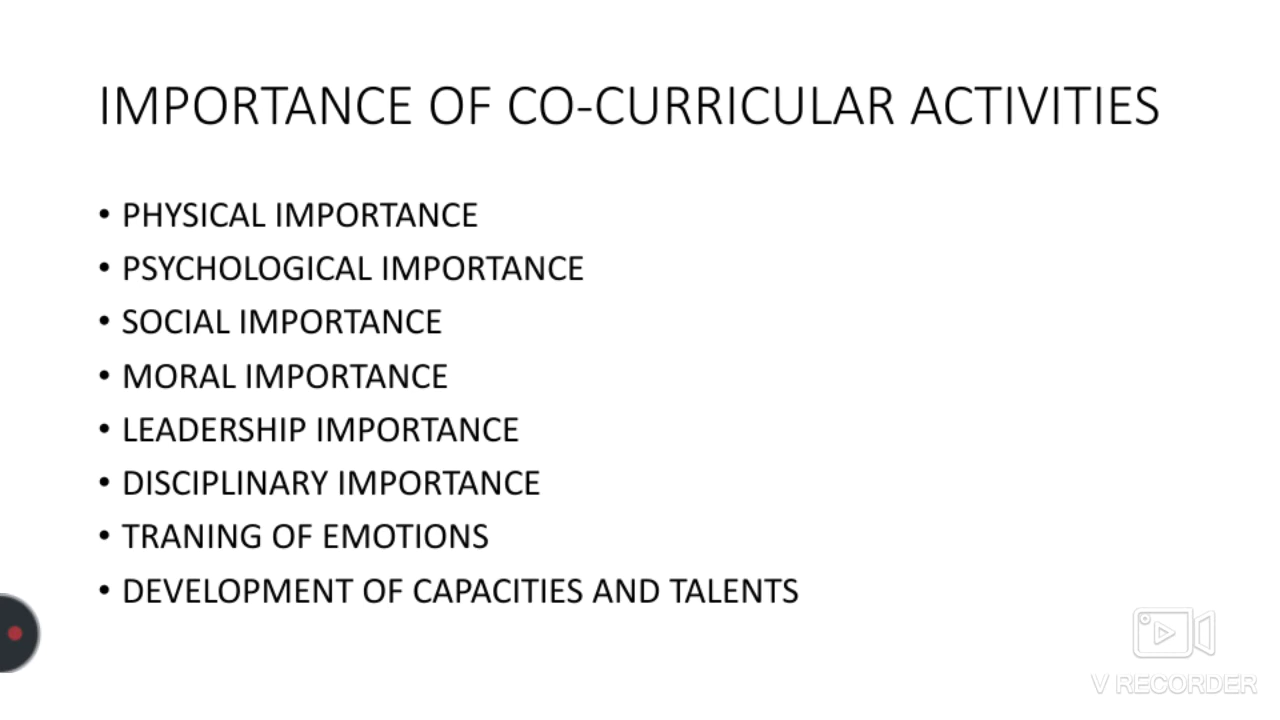 IMPORTANCE OF CO-CURRICULAR ACTIVITIES
• PHYSICAL IMPORTANCE
• PSYCHOLOGICAL IMPORTANCE
• SOCIAL IMPORTANCE
• MORAL IMPORTANCE
• LEADERSHIP IMPORTANCE
• DISCIPLINARY IMPORTANCE
• TRANING OF EMOTIONS
• DEVELOPMENT OF CAPACITIES AND TALENTS
V RECORDER